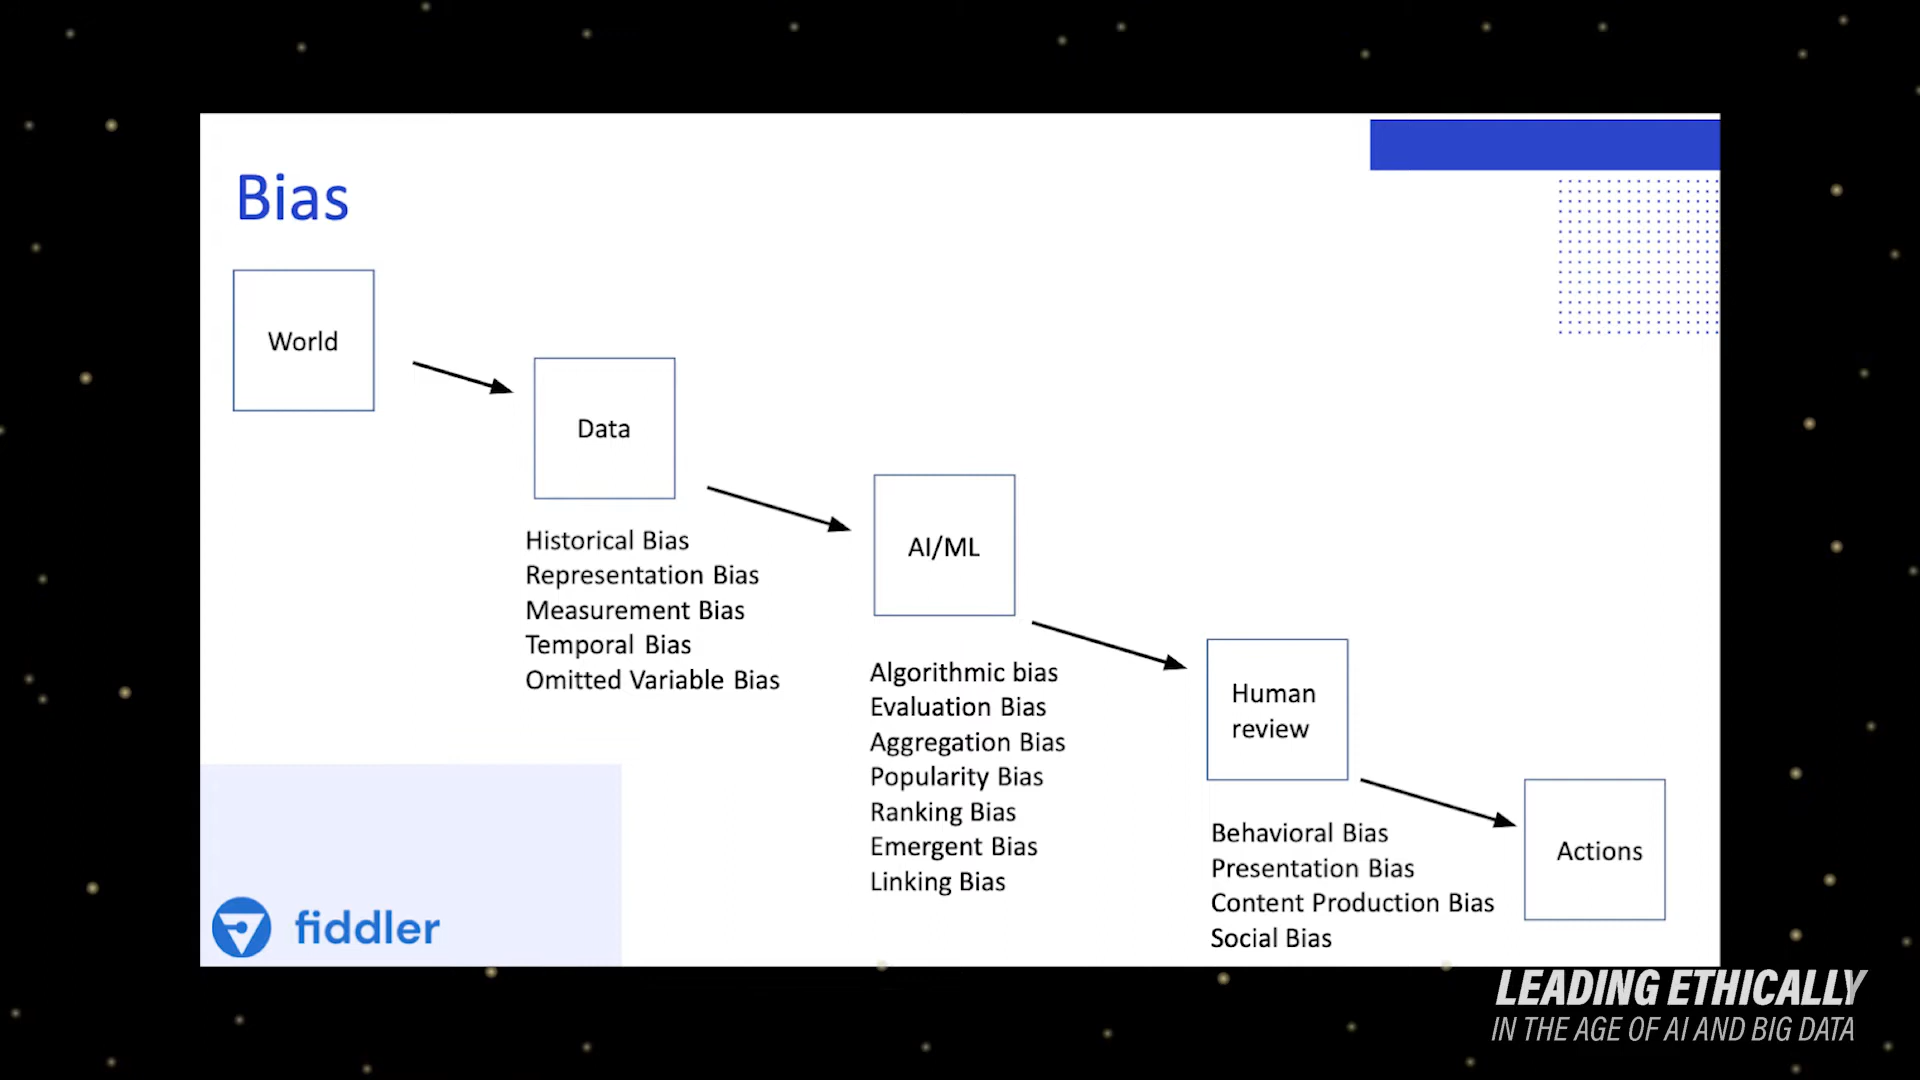 Bias
World
Data
Historical Bias
Representation Bias
Measurement Bias
Temporal Bias
Omitted Variable Bias
AI/ML
Algorithmic bias
Evaluation Bias
Aggregation Bias
Popularity Bias
Ranking Bias
Emergent Bias
Linking Bias
Human
review
Behavioral Bias
Presentation Bias
Content Production Bias
Social Bias
Actions
fiddler
LEADING ETHICALLY
IN THE AGE OF AI AND BIG DATA